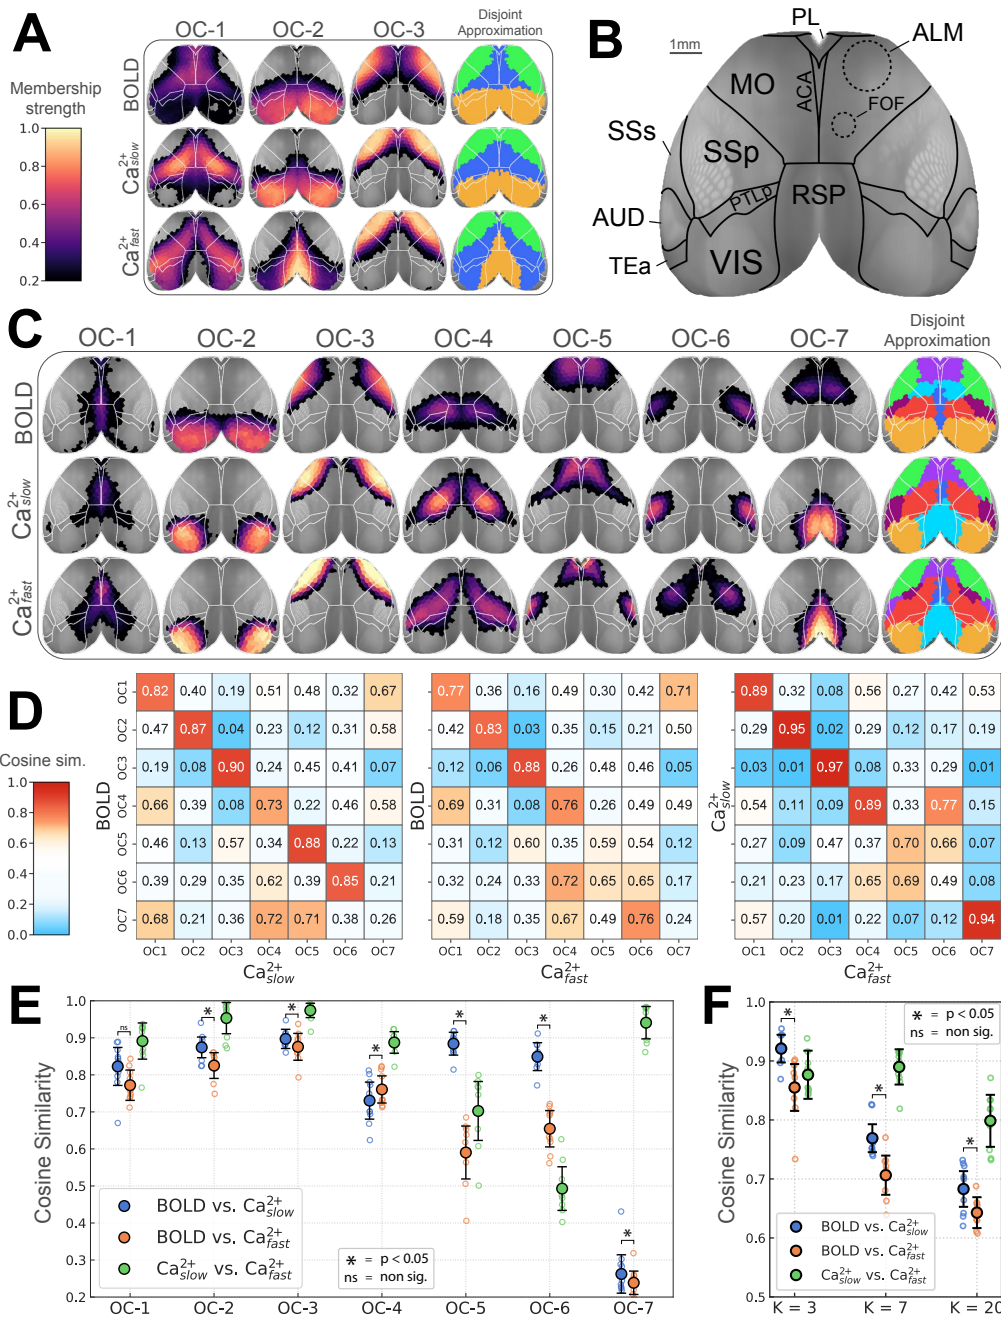 A
OC-1
OC-2
OC-3
Disjoint
Approximation
Membership
strength
1.0
0.8
0.6
0.4
0.2
BOLD
Ca2+slow
Ca2+fast
B
1mm
PL
ALM
MO
ACA
FOF
SSs
SSp
PTLp
RSP
AUD
TEa
VIS
C
OC-1
OC-2
OC-3
OC-4
OC-5
OC-6
OC-7
Disjoint
Approximation
BOLD
Ca2+slow
Ca2+fast
D
Cosine sim.
1.0
0.8
0.6
0.4
0.2
0.0
BOLD
OC1 0.82 0.40 0.19 0.51 0.48 0.32 0.67
OC2 0.47 0.87 0.04 0.23 0.12 0.31 0.58
OC3 0.19 0.08 0.90 0.24 0.45 0.41 0.07
OC4 0.66 0.39 0.08 0.73 0.22 0.46 0.58
OC5 0.46 0.13 0.57 0.34 0.88 0.22 0.13
OC6 0.39 0.29 0.35 0.62 0.39 0.85 0.21
OC7 0.68 0.21 0.36 0.72 0.71 0.38 0.26
OC1 OC2 OC3 OC4 OC5 OC6 OC7
Ca2+slow
BOLD
0.77 0.36 0.16 0.49 0.30 0.42 0.71
0.42 0.83 0.03 0.35 0.15 0.21 0.50
0.12 0.06 0.88 0.26 0.48 0.46 0.05
0.69 0.31 0.08 0.76 0.26 0.49 0.49
0.31 0.12 0.60 0.35 0.59 0.54 0.12
0.32 0.24 0.33 0.72 0.65 0.65 0.17
0.59 0.18 0.35 0.67 0.49 0.76 0.24
OC1 OC2 OC3 OC4 OC5 OC6 OC7
Ca2+fast
Ca2+slow
0.89 0.32 0.08 0.56 0.27 0.42 0.53
0.29 0.95 0.02 0.29 0.12 0.17 0.19
0.03 0.01 0.97 0.08 0.33 0.29 0.01
0.54 0.11 0.09 0.89 0.33 0.77 0.15
0.27 0.09 0.47 0.37 0.70 0.66 0.07
0.21 0.23 0.17 0.65 0.69 0.49 0.08
0.57 0.20 0.01 0.22 0.07 0.12 0.94
OC1 OC2 OC3 OC4 OC5 OC6 OC7
Ca2+fast
E
Cosine Similarity
1.0
0.9
0.8
0.7
0.6
0.5
0.4
0.3
0.2
ns
*
*
*
*
*
*
BOLD vs. Ca2+slow
BOLD vs. Ca2+fast
Ca2+slow vs. Ca2+fast
* = p < 0.05
ns = non sig.
OC-1
OC-2
OC-3
OC-4
OC-5
OC-6
OC-7
F
Cosine Similarity
1.0
0.9
0.8
0.7
0.6
0.5
*
*
*
* = p < 0.05
ns = non sig.
BOLD vs. Ca2+slow
BOLD vs. Ca2+fast
Ca2+slow vs. Ca2+fast
K = 3
K = 7
K = 20